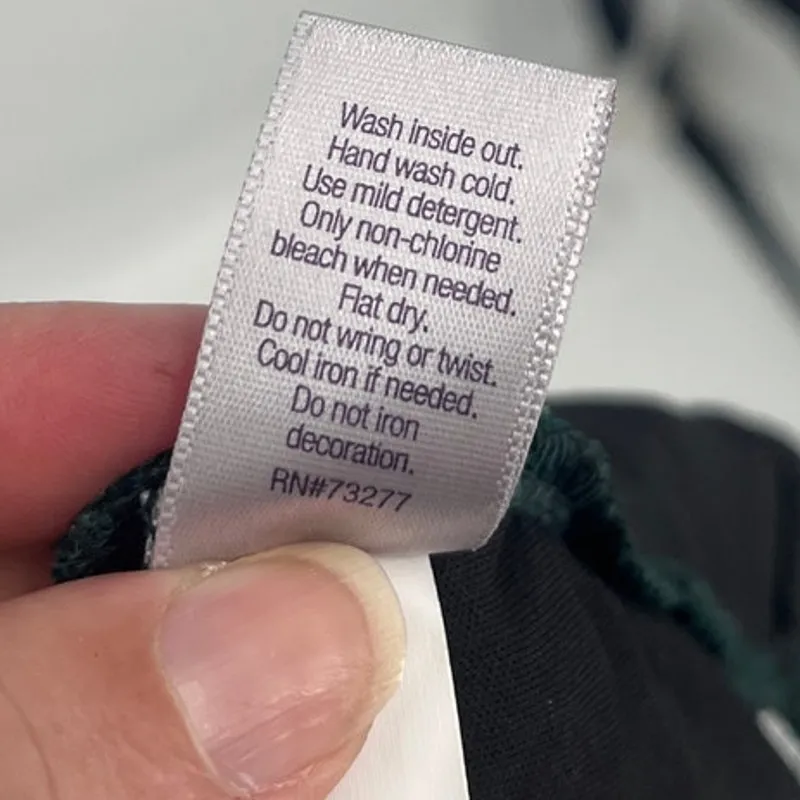 Wash inside out.
Hand wash cold.
Use mild detergent.
Only non-chlorine
bleach when needed.
Flat dry.
Do not wring or twist.
Cool iron if needed.
Do not iron
decoration.
RN#73277